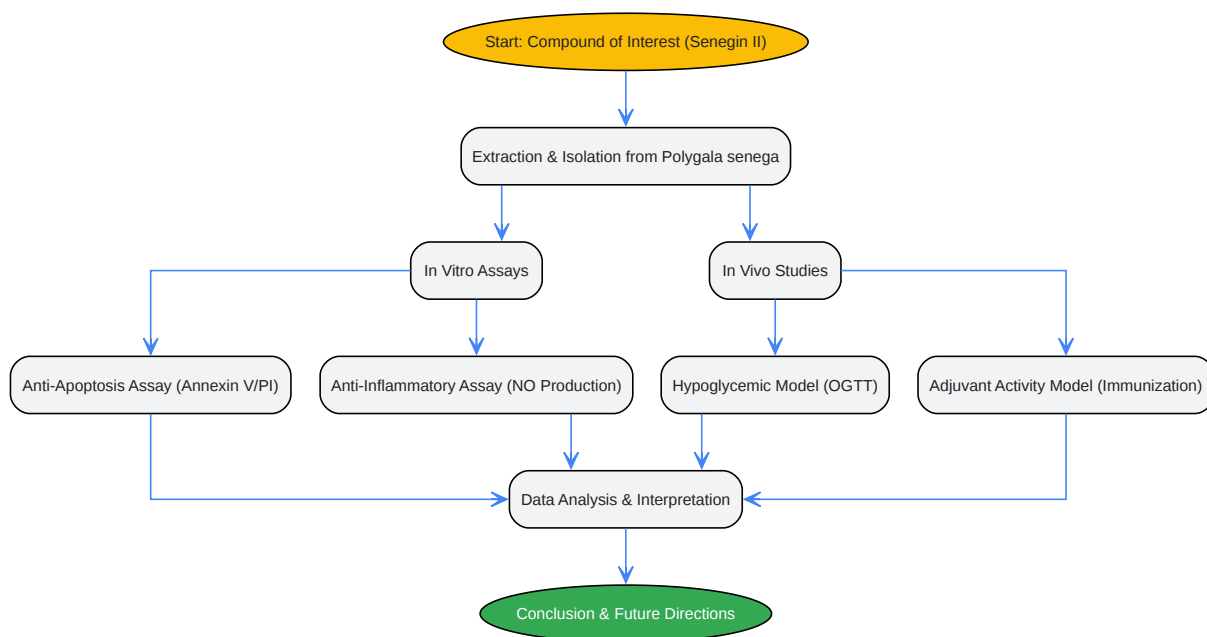 Start: Compound of Interest (Senegin II)
Extraction & Isolation from Polygala senega
In Vitro Assays
In Vivo Studies
Anti-Apoptosis Assay (Annexin V/PI)
Anti-Inflammatory Assay (NO Production)
Hypoglycemic Model (OGTT)
Adjuvant Activity Model (Immunization)
Data Analysis & Interpretation
Conclusion & Future Directions